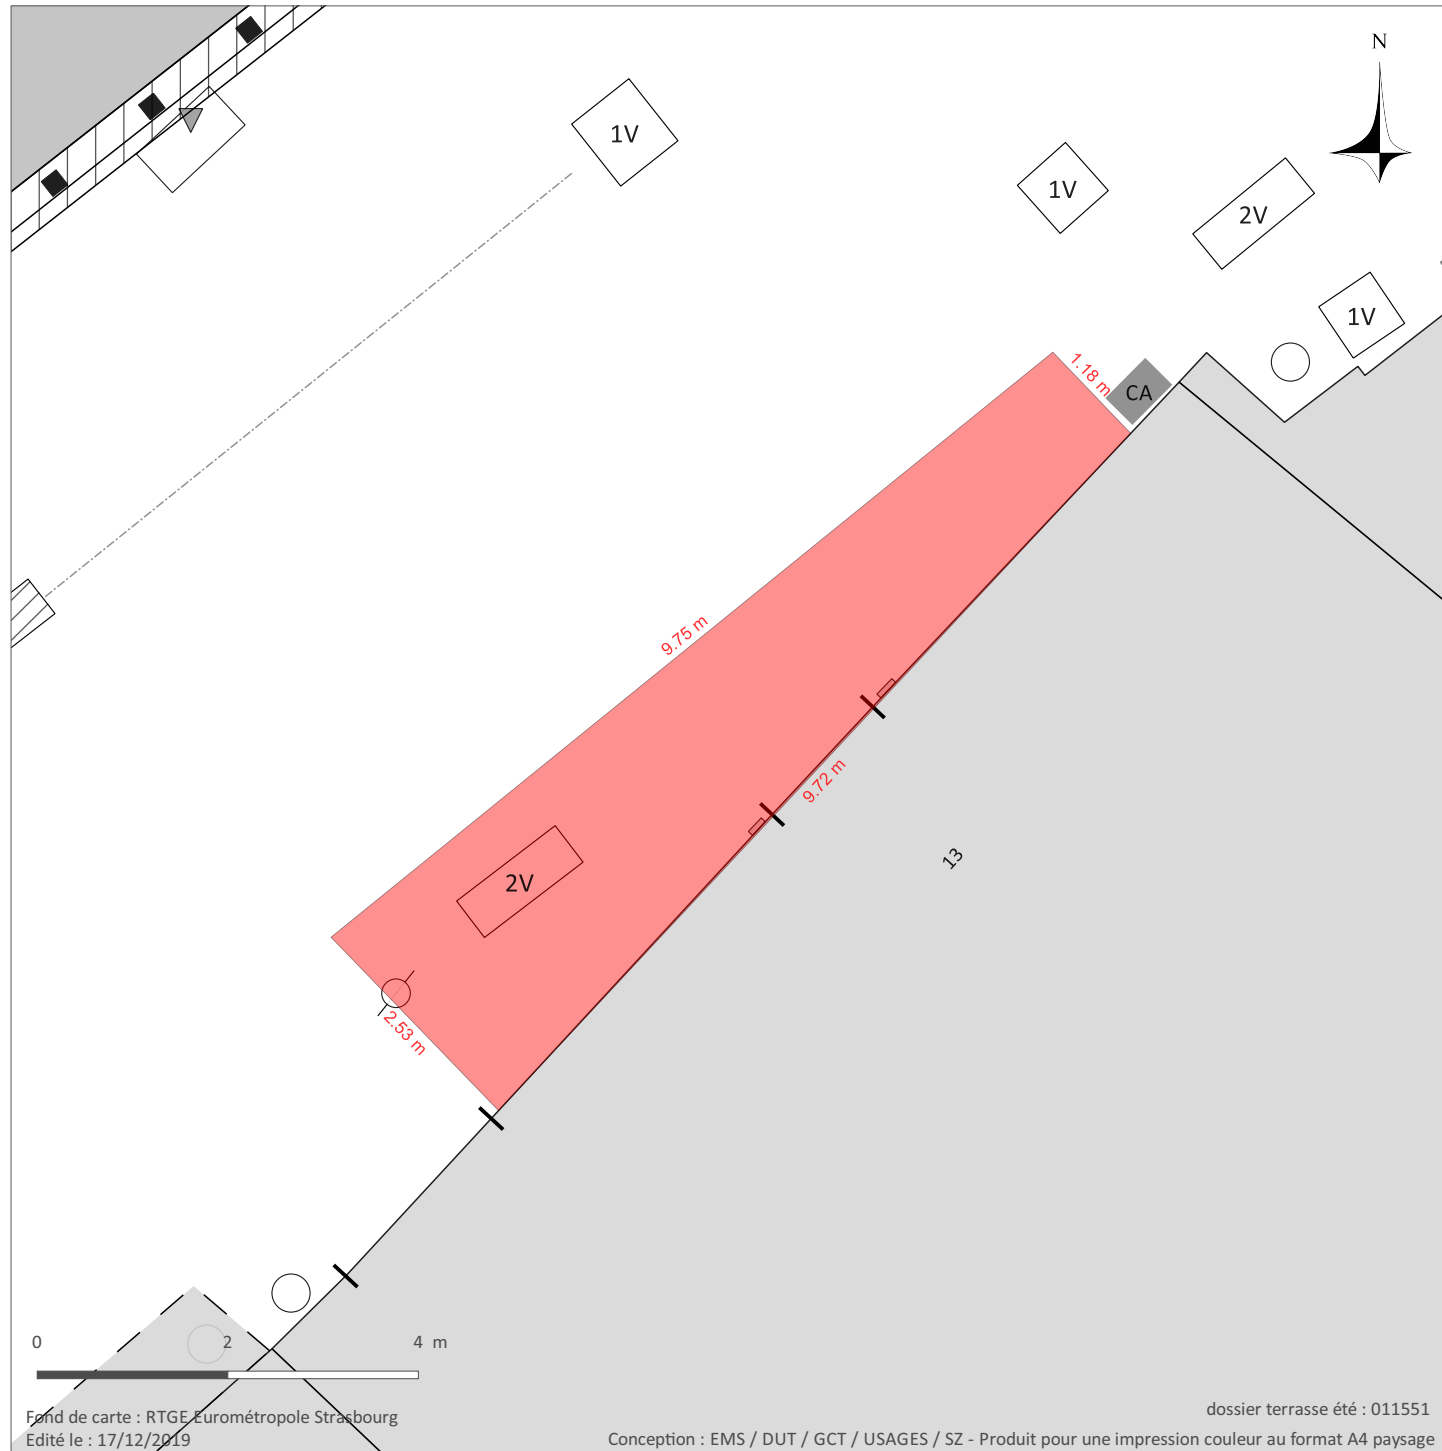 N
1V
1V
2V
1V
1.18 m
CA
9.75 m
9.72 m
13
2V
2.53 m
0 2 4 m
Fond de carte : RTGE Eurométropole Strasbourg
Edité le : 17/12/2019
dossier terrasse été : 011551
Conception : EMS / DUT / GCT / USAGES / SZ - Produit pour une impression couleur au format A4 paysage